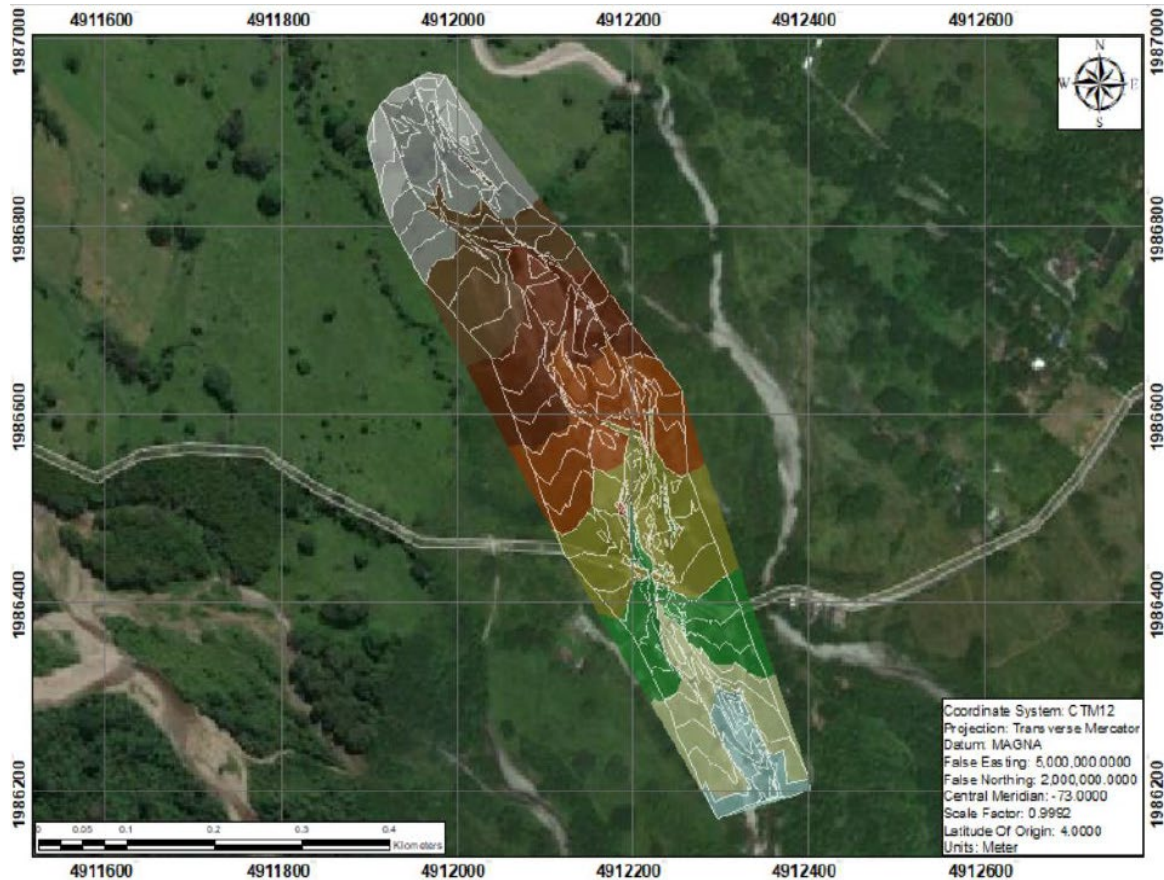 4911600 4911800 4912000 4912200 4912400 4912600
1987000 1987000
N
W E
S
1986800 1986800
1986600 1986600
1986400 1986400
1986200 1986200
Coordinate System: CTM12
Projection: Transverse Mercator
Datum: MAGNA
False Easting: 5,000,000.0000
False Northing: 2,000,000.0000
Central Meridian: -73.0000
Scale Factor: 0.9992
Latitude Of Origin: 4.0000
Units: Meter
0 0.05 0.1 0.2 0.3 0.4
Kilometers
4911600 4911800 4912000 4912200 4912400 4912600